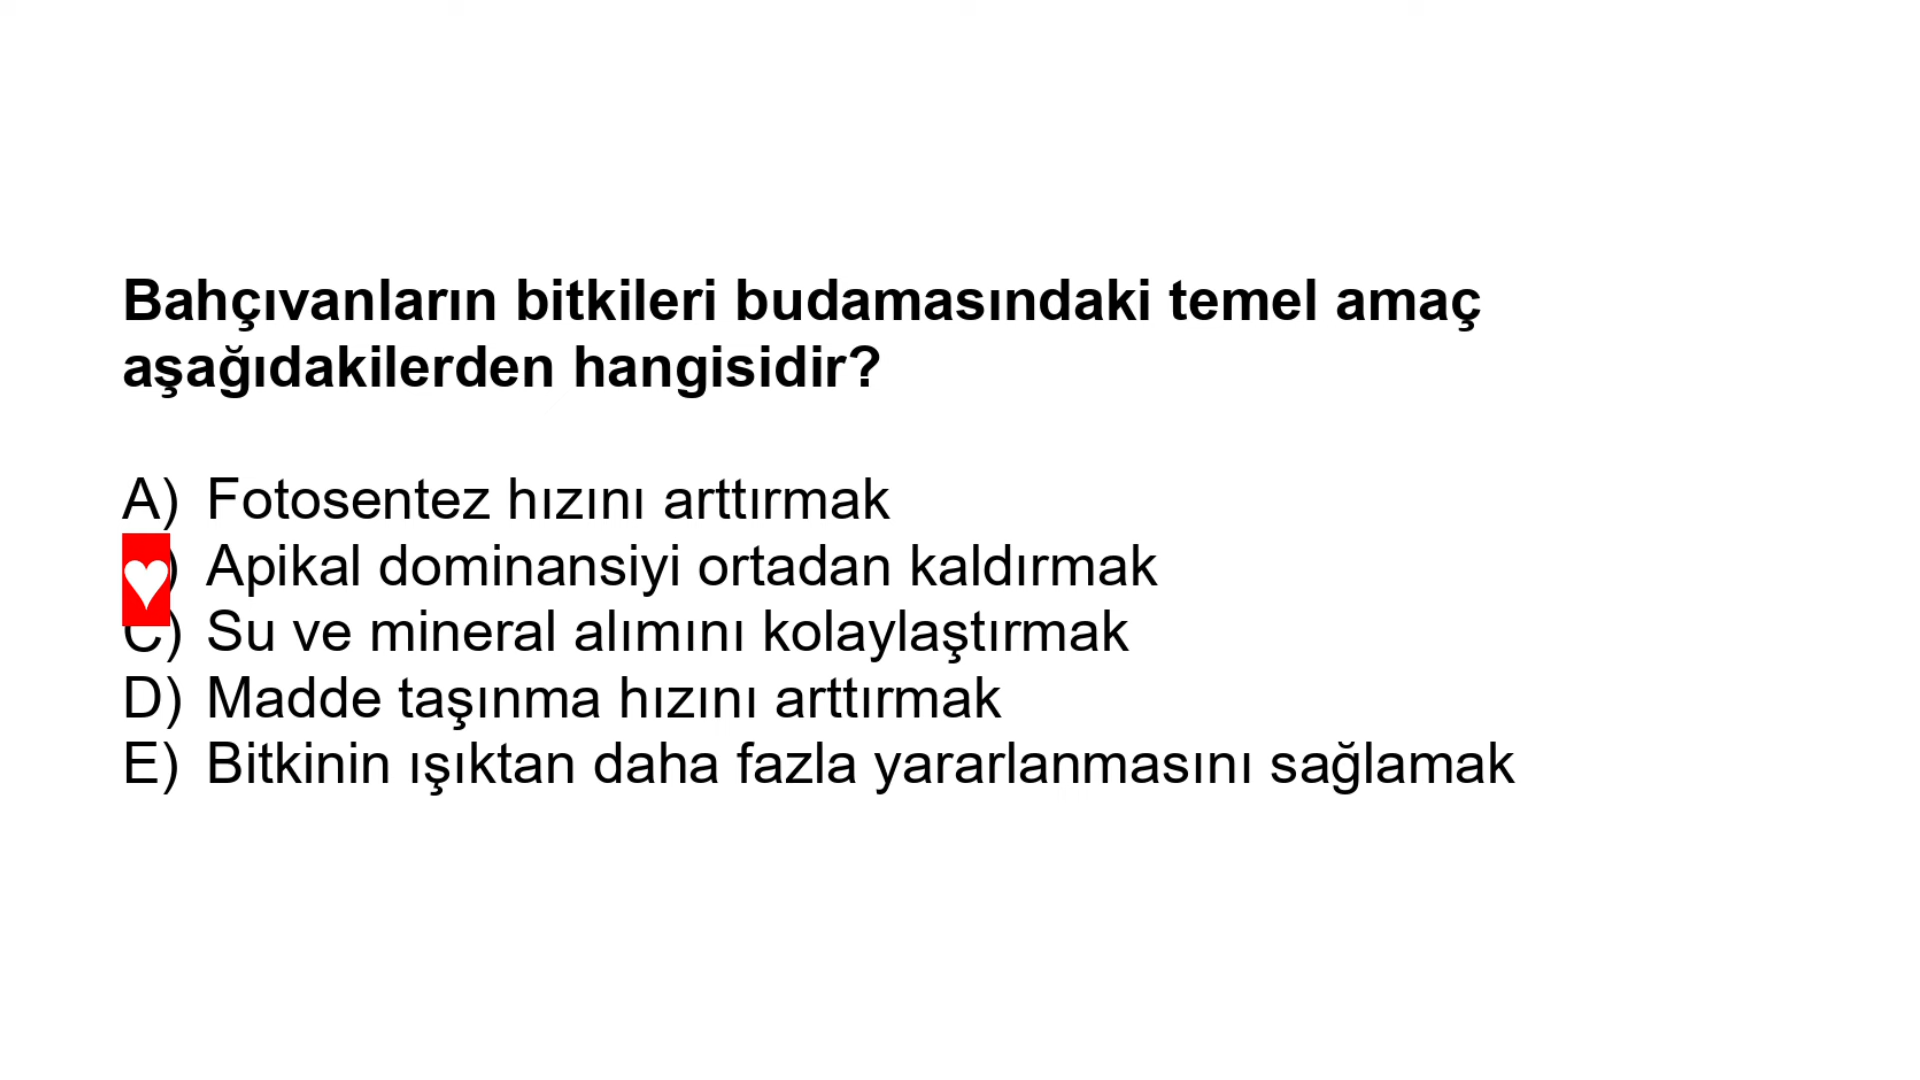 Bahçıvanların bitkileri budamasındaki temel amaç
aşağıdakilerden hangisidir?
A) Fotosentez hızını arttırmak
♥) Apikal dominansiyi ortadan kaldırmak
C) Su ve mineral alımını kolaylaştırmak
D) Madde taşınma hızını arttırmak
E) Bitkinin ışıktan daha fazla yararlanmasını sağlamak